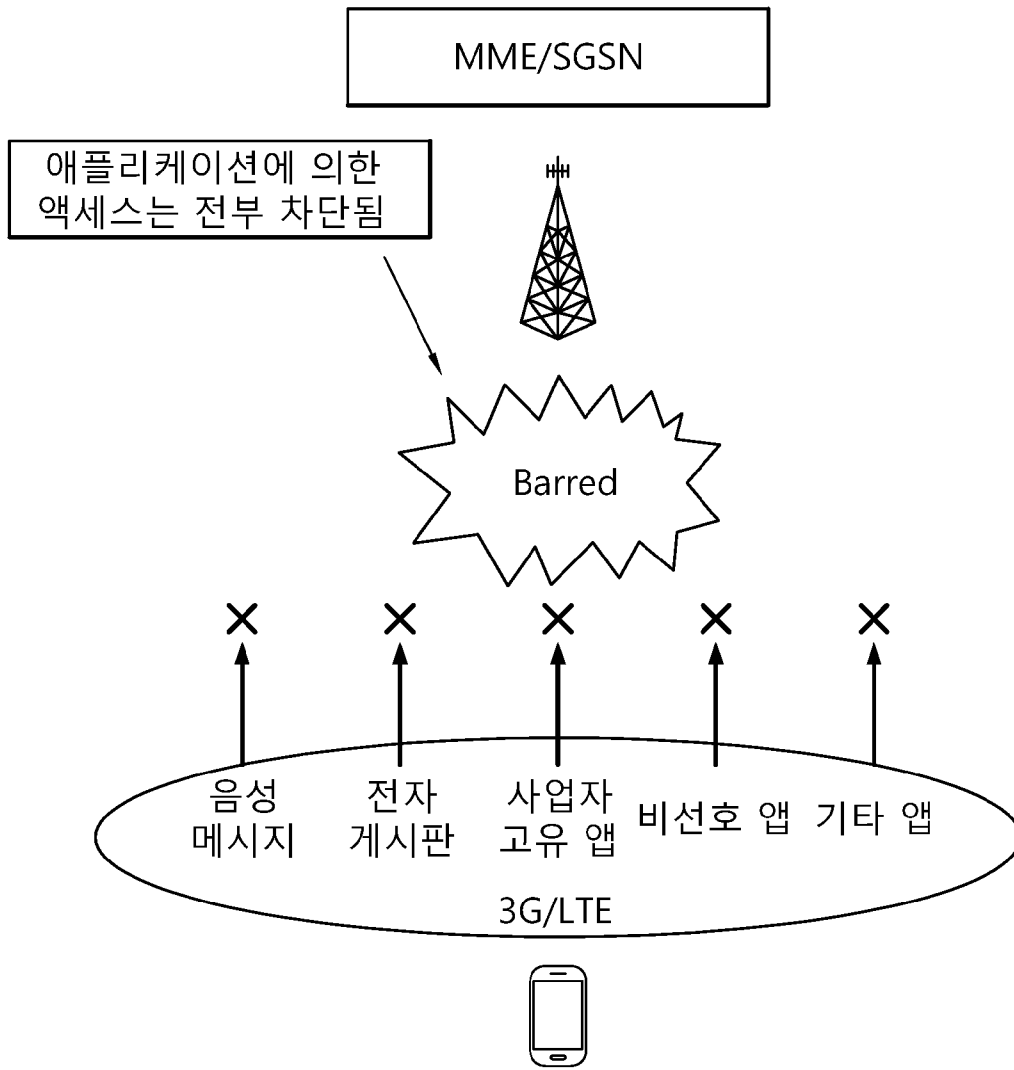 MME/SGSN
애플리케이션에 의한
액세스는 전부 차단됨
Barred
음성
메시지
전자
게시판
사업자
고유 앱
비선호 앱
기타 앱
3G/LTE